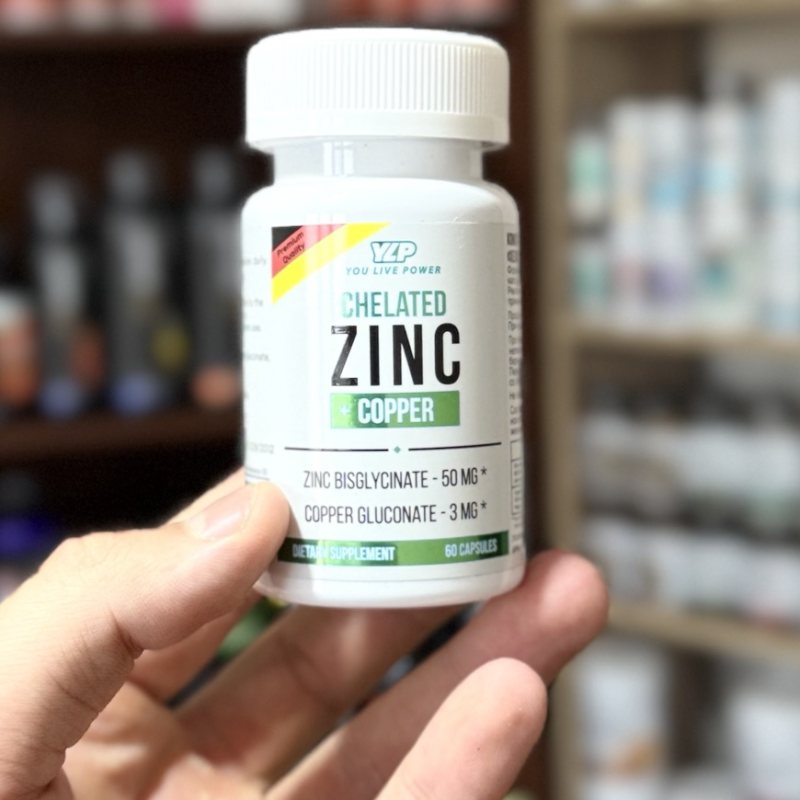 Premium
Quality
YLP
YOU LIVE POWER
CHELATED
ZINC
+ COPPER
ZINC BISGLYCINATE - 50 MG *
COPPER GLUCONATE - 3 MG *
DIETARY SUPPLEMENT 60 CAPSULES